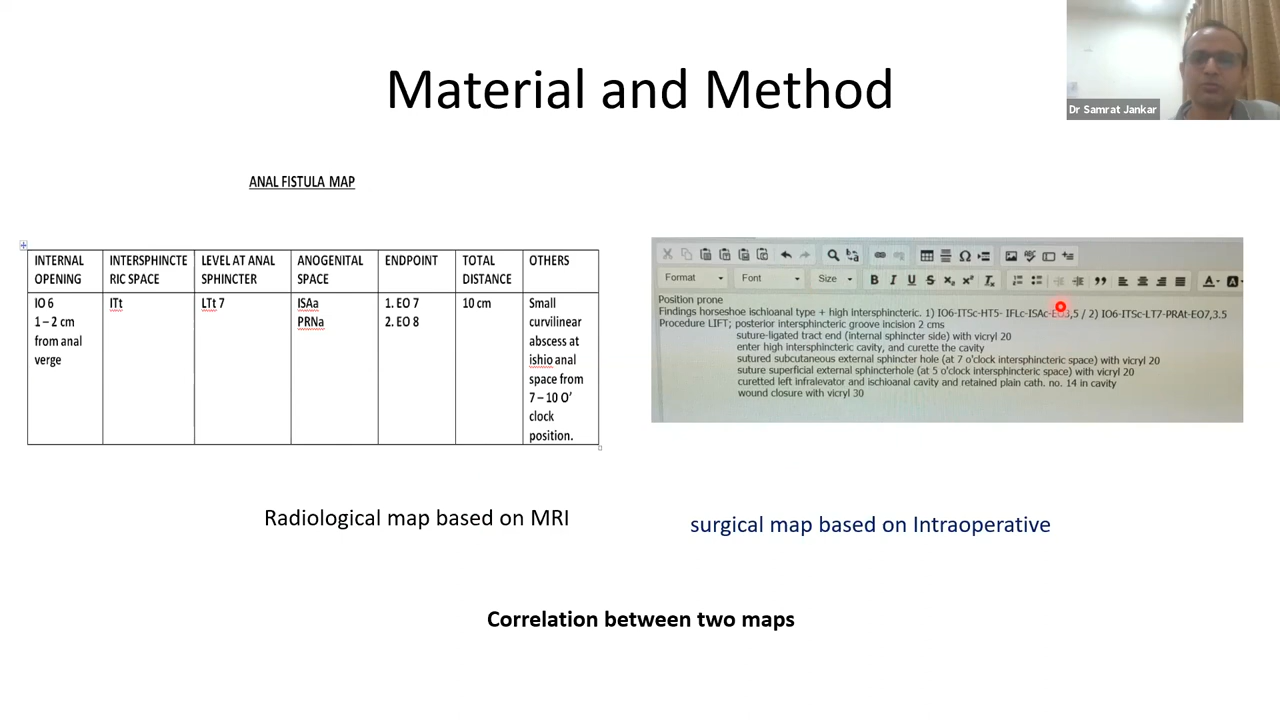 Dr Samrat Jankar
Material and Method
ANAL FISTULA MAP
INTERNAL OPENING
INTERSPHINCTE RIC SPACE
LEVEL AT ANAL SPHINCTER
ANOGENITAL SPACE
ENDPOINT
TOTAL DISTANCE
OTHERS
IO 6
1 – 2 cm
from anal
verge
ITt
LTt 7
ISAa
PRNa
1. EO 7
2. EO 8
10 cm
Small
curvilinear
abscess at
ishio anal
space from
7 – 10 O’
clock
position.
Format Font Size B I U S x₂ x² Tx
Position prone
Findings horseshoe ischioanal type + high intersphincteric. 1) IO6-ITSc-HT5- IFLc-ISAc- / 2) IO6-ITSc-LT7-PRAt-EO7,3.5
Procedure LIFT; posterior intersphincteric groove incision 2 cms
suture-ligated tract end (internal sphincter side) with vicryl 20
enter high intersphincteric cavity, and curette the cavity
sutured subcutaneous external sphincter hole (at 7 o'clock intersphincteric space) with vicryl 20
suture superficial external sphincterhole (at 5 o'clock intersphincteric space) with vicryl 20
curetted left infralevator and ischioanal cavity and retained plain cath. no. 14 in cavity
wound closure with vicryl 30
Radiological map based on MRI
surgical map based on Intraoperative
Correlation between two maps